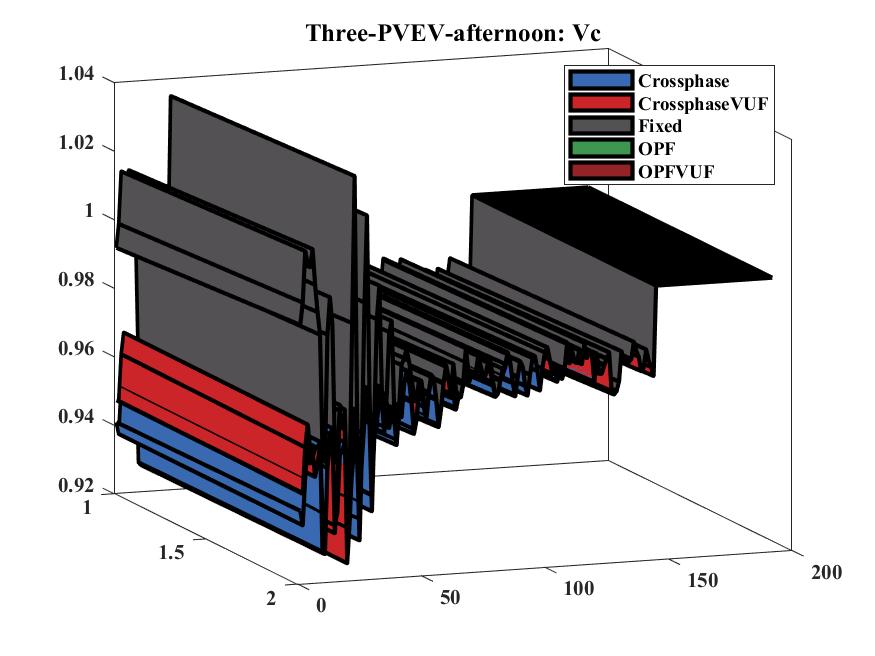 Three-PVEV-afternoon: Vc
Crossphase
CrossphaseVUF
Fixed
OPF
OPFVUF
1.04
1.02
1
0.98
0.96
0.94
0.92
1
1.5
2
0
50
100
150
200